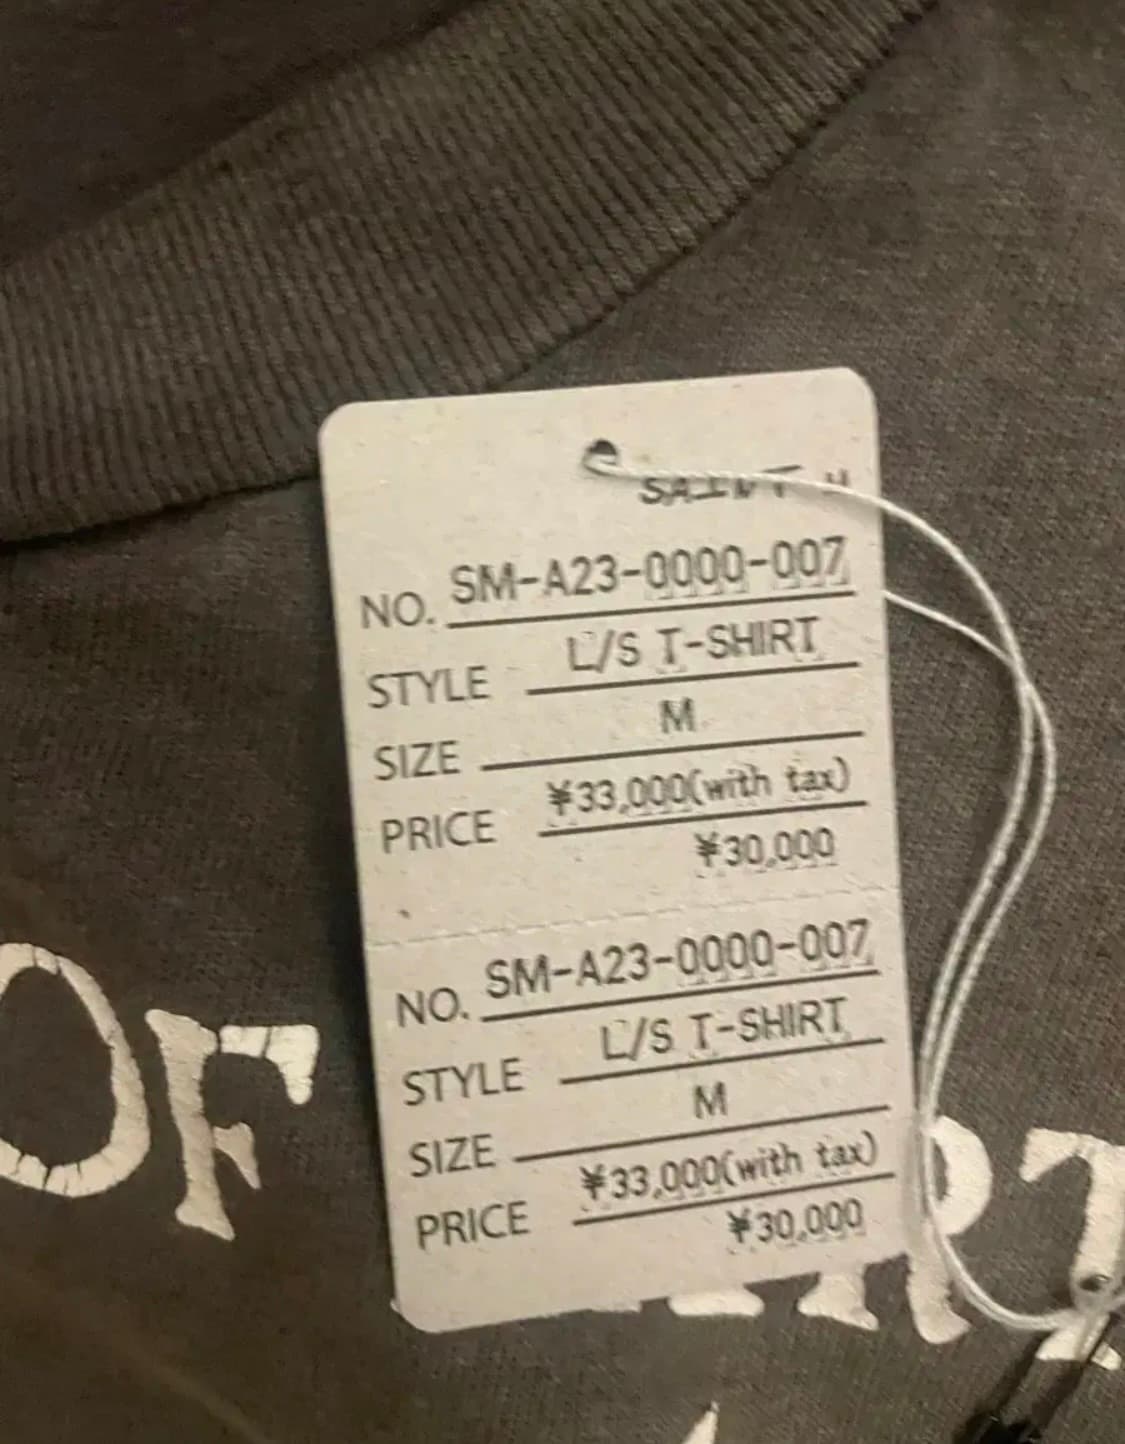 SAINT M
NO. SM-A23-0000-007
STYLE L/S T-SHIRT
SIZE M
PRICE ¥33,000(with tax)
¥30,000
NO. SM-A23-0000-007
STYLE L/S T-SHIRT
SIZE M
PRICE ¥33,000(with tax)
¥30,000
OF